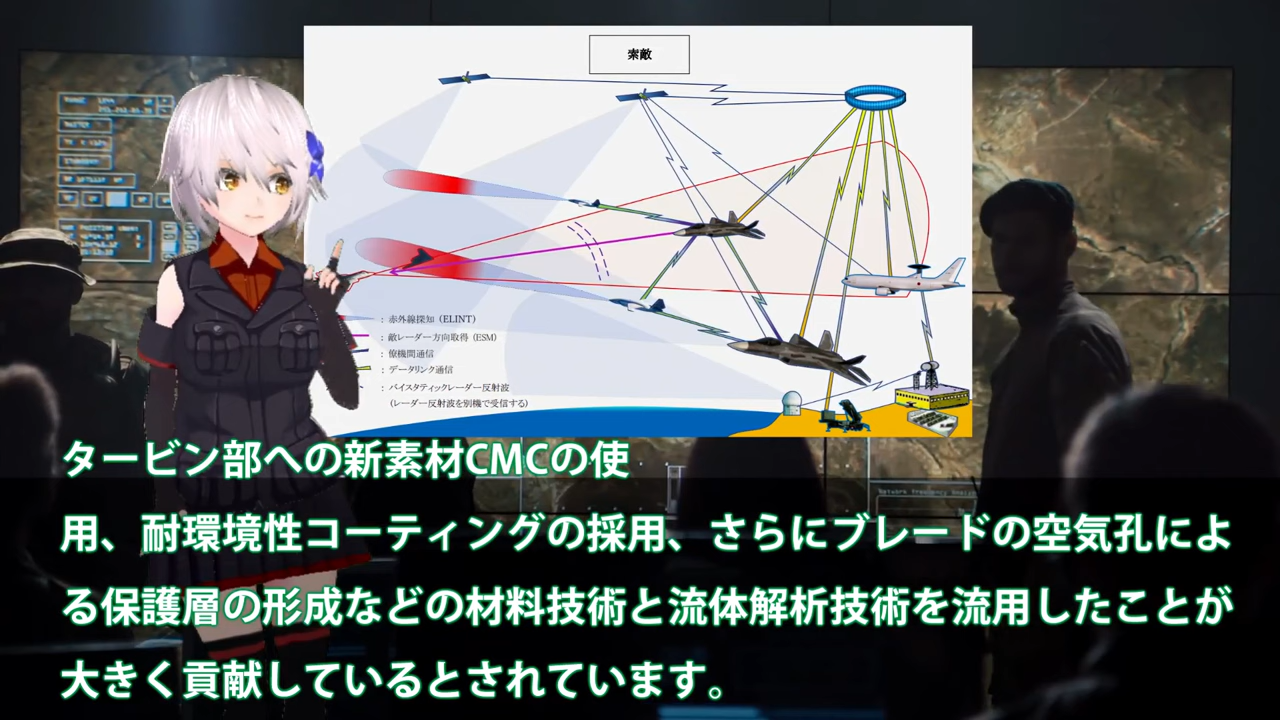 索敵
: 赤外線探知 (ELINT)
: 敵レーダー方向取得 (ESM)
: 僚機間通信
: データリンク通信
: バイスタティックレーダー反射波
(レーダー反射波を別機で受信する)
タービン部への新素材CMCの使
用、耐環境性コーティングの採用、さらにブレードの空気孔によ
る保護層の形成などの材料技術と流体解析技術を流用したことが
大きく貢献しているとされています。